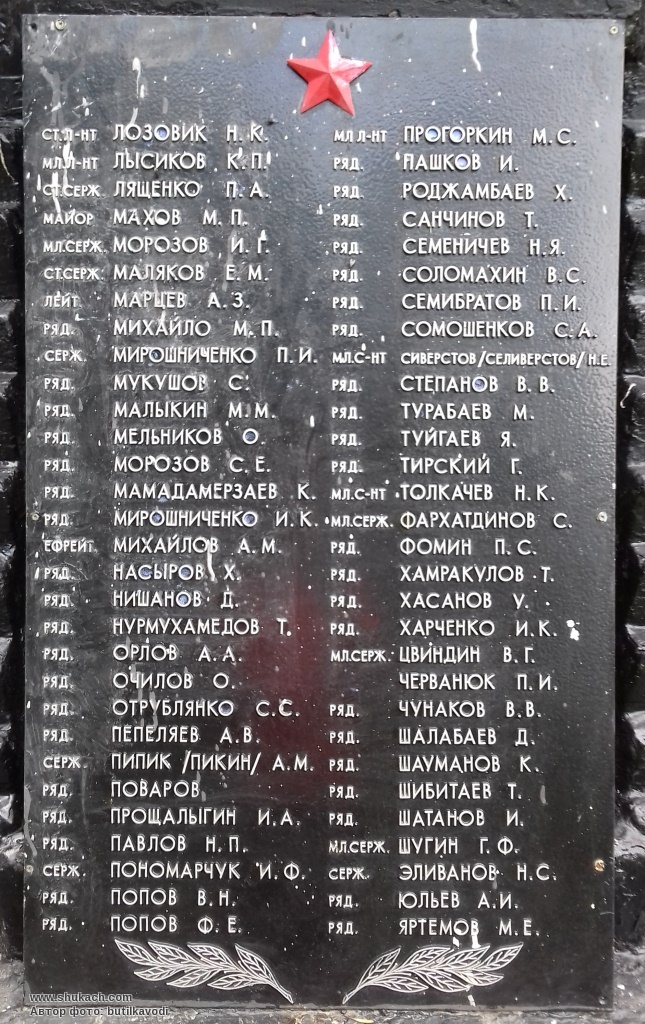 СТ.Л-НТ ЛОЗОВИК Н.К.
МЛ.Л-НТ ЛЫСИКОВ К.П.
СТ.СЕРЖ. ЛЯЩЕНКО П.А.
МАЙОР МАХОВ М.П.
МЛ.СЕРЖ. МОРОЗОВ И.Г.
СТ.СЕРЖ. МАЛЯКОВ Е.М.
ЛЕЙТ. МАРЦЕВ А.З.
РЯД. МИХАЙЛО М.П.
СЕРЖ. МИРОШНИЧЕНКО П.И.
РЯД. МУКУШОВ С.
РЯД. МАЛЫКИН М.М.
РЯД. МЕЛЬНИКОВ О.
РЯД. МОРОЗОВ С.Е.
РЯД. МАМАДАМЕРЗАЕВ К.
РЯД. МИРОШНИЧЕНКО И.К.
ЕФРЕЙТ. МИХАЙЛОВ А.М.
РЯД. НАСЫРОВ Х.
РЯД. НИШАНОВ Д.
РЯД. НУРМУХАМЕДОВ Т.
РЯД. ОРЛОВ А.А.
РЯД. ОЧИЛОВ О.
РЯД. ОТРУБЛЯНКО С.С.
РЯД. ПЕПЕЛЯЕВ А.В.
СЕРЖ. ПИПИК /ПИКИН/ А.М.
РЯД. ПОВАРОВ
РЯД. ПРОЩАЛЫГИН И.А.
РЯД. ПАВЛОВ Н.П.
СЕРЖ. ПОНОМАРЧУК И.Ф.
РЯД. ПОПОВ В.Н.
РЯД. ПОПОВ Ф.Е.
МЛ Л-НТ ПРОГОРКИН М.С.
РЯД. ПАШКОВ И.
РЯД. РОДЖАМБАЕВ Х.
РЯД. САНЧИНОВ Т.
РЯД. СЕМЕНИЧЕВ Н.Я.
РЯД. СОЛОМАХИН В.С.
РЯД. СЕМИБРАТОВ П.И.
РЯД. СОМОШЕНКОВ С.А.
МЛ.С-НТ СИВЕРСТОВ/СЕЛИВЕРСТОВ/Н.Е.
РЯД. СТЕПАНОВ В.В.
РЯД. ТУРАБАЕВ М.
РЯД. ТУЙГАЕВ Я.
РЯД. ТИРСКИЙ Г.
МЛ.С-НТ ТОЛКАЧЕВ Н.К.
МЛ.СЕРЖ. ФАРХАТДИНОВ С.
РЯД. ФОМИН П.С.
РЯД. ХАМРАКУЛОВ Т.
РЯД. ХАСАНОВ У.
РЯД. ХАРЧЕНКО И.К.
МЛ.СЕРЖ. ЦВИНДИН В.Г.
ЧЕРВАНЮК П.И.
РЯД. ЧУНАКОВ В.В.
РЯД. ШАЛАБАЕВ Д.
РЯД. ШАУМАНОВ К.
РЯД. ШИБИТАЕВ Т.
РЯД. ШАТАНОВ И.
МЛ.СЕРЖ. ШУГИН Г.Ф.
СЕРЖ. ЭЛИВАНОВ Н.С.
РЯД. ЮЛЬЕВ А.И.
РЯД. ЯРТЕМОВ М.Е.
www.shukach.com
Автор фото: butilkavodi